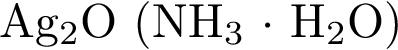 Ag₂O (NH₃ · H₂O)